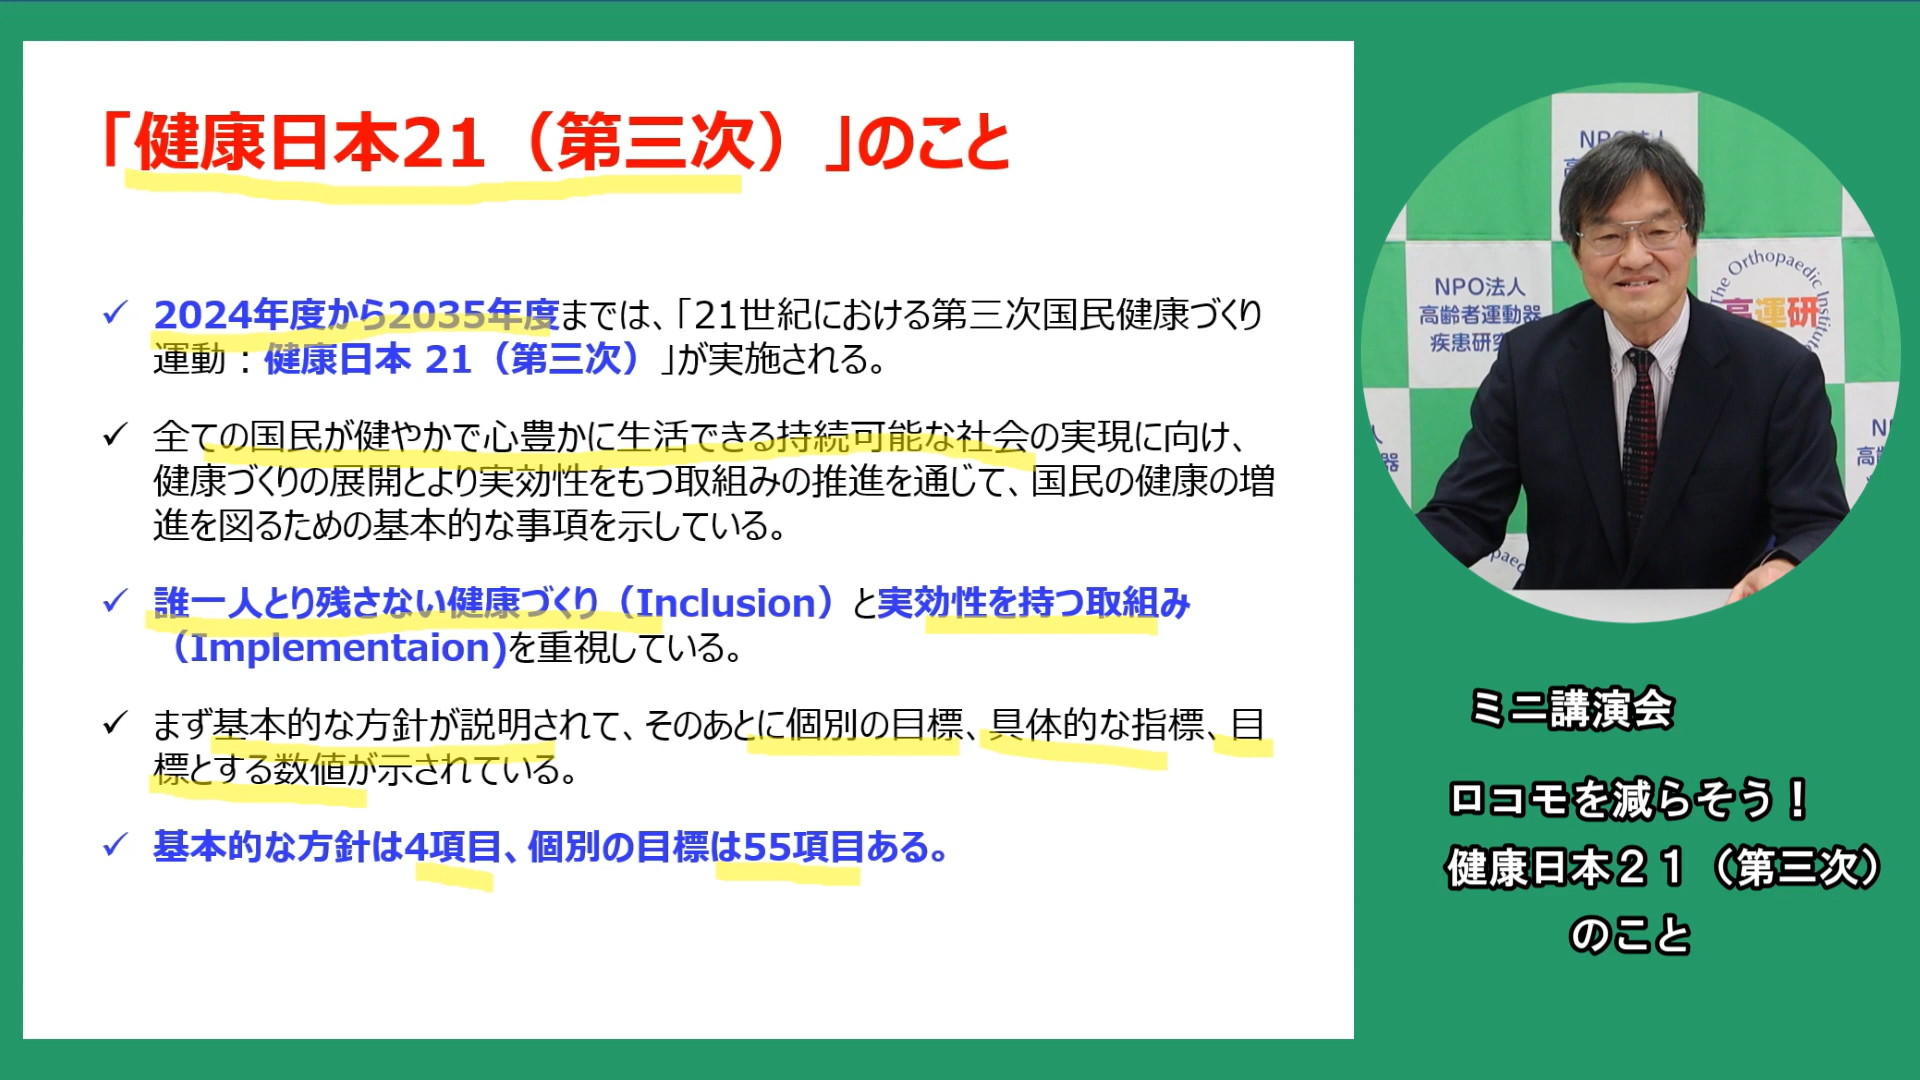 「健康日本21（第三次）」のこと
✓ 2024年度から2035年度までは、「21世紀における第三次国民健康づくり
運動：健康日本 21（第三次）」が実施される。
✓ 全ての国民が健やかで心豊かに生活できる持続可能な社会の実現に向け、
健康づくりの展開とより実効性をもつ取組みの推進を通じて、国民の健康の増
進を図るための基本的な事項を示している。
✓ 誰一人とり残さない健康づくり（Inclusion）と実効性を持つ取組み
（Implementaion)を重視している。
✓ まず基本的な方針が説明されて、そのあとに個別の目標、具体的な指標、目
標とする数値が示されている。
✓ 基本的な方針は4項目、個別の目標は55項目ある。
NPO法人
高齢者運動器
疾患研究
The Orthopaedic Institute
高運研
ミニ講演会
ロコモを減らそう！
健康日本２１（第三次）
のこと